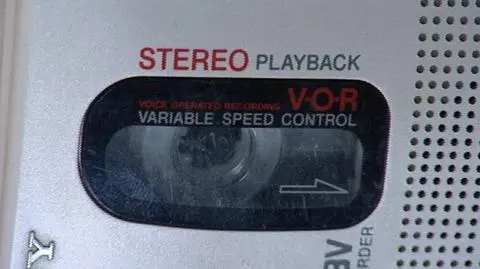 STEREO PLAYBACK
VOICE OPERATED RECORDING V·O·R
VARIABLE SPEED CONTROL